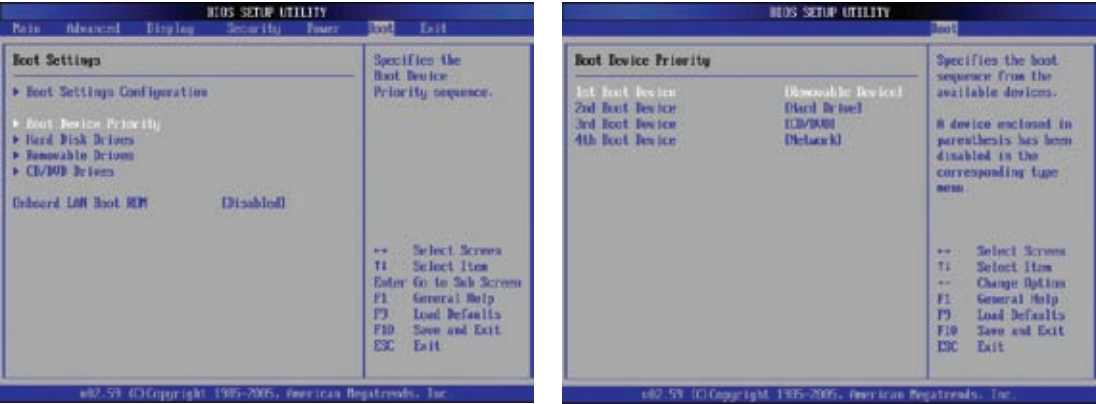 BIOS SETUP UTILITY
Main Advanced Display Security Power Boot Exit
Boot Settings
Boot Settings Configuration
Boot Device Priority
Hard Disk Drives
Removable Drives
CD/DVD Drives
Onboard LAN Boot ROM [Disabled]
Specifies the
Boot Device
Priority sequence.
↔ Select Screen
↑↓ Select Item
Enter Go to Sub Screen
F1 General Help
F9 Load Defaults
F10 Save and Exit
ESC Exit
v02.59 (C)Copyright 1985-2005, American Megatrends, Inc.
BIOS SETUP UTILITY
Boot
Boot Device Priority
1st Boot Device [Removable Device]
2nd Boot Device [Hard Drive]
3rd Boot Device [CD/DVD]
4th Boot Device [Network]
Specifies the boot
sequence from the
available devices.
A device enclosed in
parenthesis has been
disabled in the
corresponding type
menu.
↔ Select Screen
↑↓ Select Item
+- Change Option
F1 General Help
F9 Load Defaults
F10 Save and Exit
ESC Exit
v02.59 (C)Copyright 1985-2005, American Megatrends, Inc.